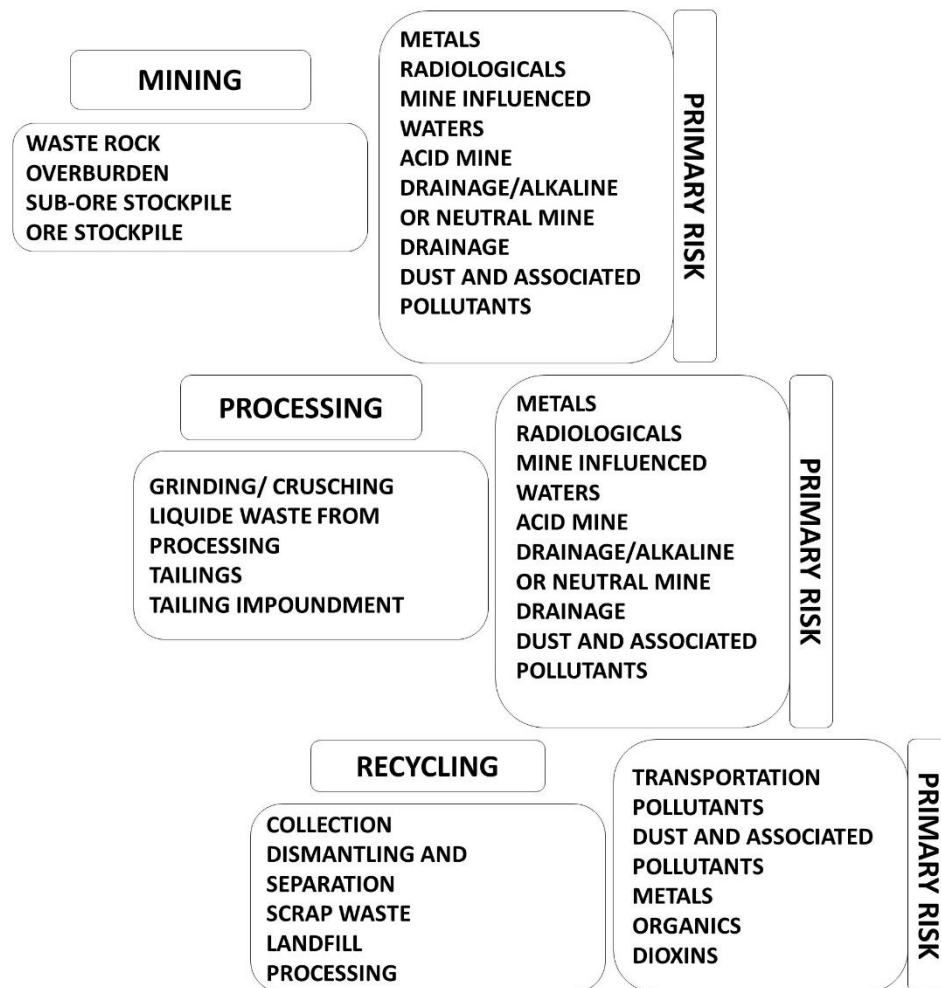 MINING
WASTE ROCK
OVERBURDEN
SUB-ORE STOCKPILE
ORE STOCKPILE
METALS
RADIOLOGICALS
MINE INFLUENCED
WATERS
ACID MINE
DRAINAGE/ALKALINE
OR NEUTRAL MINE
DRAINAGE
DUST AND ASSOCIATED
POLLUTANTS
PRIMARY RISK
PROCESSING
GRINDING/ CRUSCHING
LIQUIDE WASTE FROM
PROCESSING
TAILINGS
TAILING IMPOUNDMENT
METALS
RADIOLOGICALS
MINE INFLUENCED
WATERS
ACID MINE
DRAINAGE/ALKALINE
OR NEUTRAL MINE
DRAINAGE
DUST AND ASSOCIATED
POLLUTANTS
PRIMARY RISK
RECYCLING
COLLECTION
DISMANTLING AND
SEPARATION
SCRAP WASTE
LANDFILL
PROCESSING
TRANSPORTATION
POLLUTANTS
DUST AND ASSOCIATED
POLLUTANTS
METALS
ORGANICS
DIOXINS
PRIMARY RISK